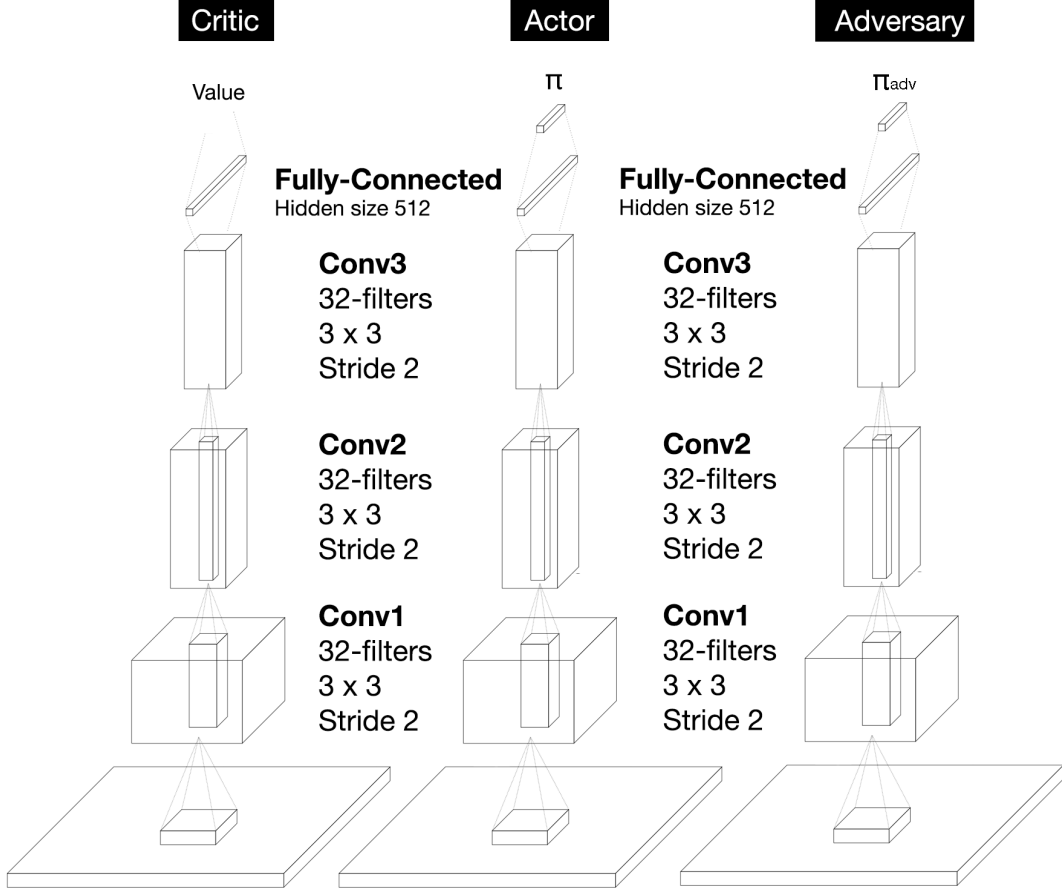 Critic
Actor
Adversary
Value
π
πadv
Fully-Connected
Hidden size 512
Fully-Connected
Hidden size 512
Conv3
32-filters
3 x 3
Stride 2
Conv3
32-filters
3 x 3
Stride 2
Conv2
32-filters
3 x 3
Stride 2
Conv2
32-filters
3 x 3
Stride 2
Conv1
32-filters
3 x 3
Stride 2
Conv1
32-filters
3 x 3
Stride 2